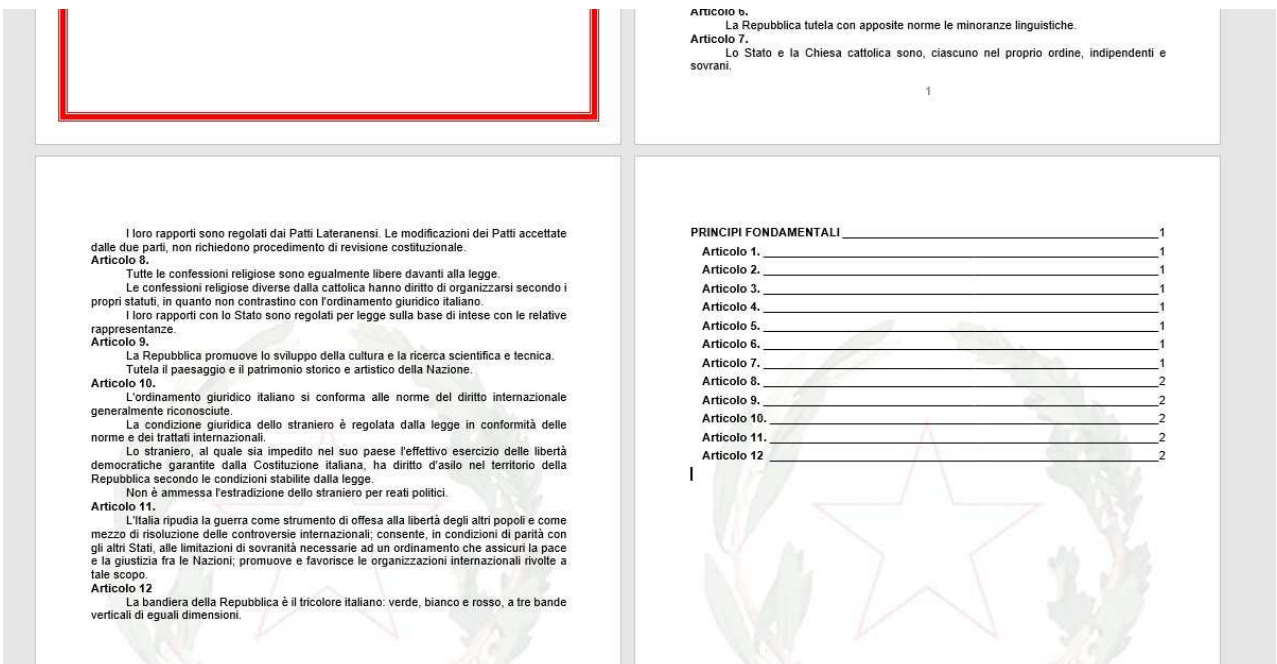 Articolo 6.
La Repubblica tutela con apposite norme le minoranze linguistiche.
Articolo 7.
Lo Stato e la Chiesa cattolica sono, ciascuno nel proprio ordine, indipendenti e
sovrani.
1
I loro rapporti sono regolati dai Patti Lateranensi. Le modificazioni dei Patti accettate
dalle due parti, non richiedono procedimento di revisione costituzionale.
Articolo 8.
Tutte le confessioni religiose sono egualmente libere davanti alla legge.
Le confessioni religiose diverse dalla cattolica hanno diritto di organizzarsi secondo i
propri statuti, in quanto non contrastino con l'ordinamento giuridico italiano.
I loro rapporti con lo Stato sono regolati per legge sulla base di intese con le relative
rappresentanze.
Articolo 9.
La Repubblica promuove lo sviluppo della cultura e la ricerca scientifica e tecnica.
Tutela il paesaggio e il patrimonio storico e artistico della Nazione.
Articolo 10.
L'ordinamento giuridico italiano si conforma alle norme del diritto internazionale
generalmente riconosciute.
La condizione giuridica dello straniero è regolata dalla legge in conformità delle
norme e dei trattati internazionali.
Lo straniero, al quale sia impedito nel suo paese l'effettivo esercizio delle libertà
democratiche garantite dalla Costituzione italiana, ha diritto d'asilo nel territorio della
Repubblica secondo le condizioni stabilite dalla legge.
Non è ammessa l'estradizione dello straniero per reati politici.
Articolo 11.
L'Italia ripudia la guerra come strumento di offesa alla libertà degli altri popoli e come
mezzo di risoluzione delle controversie internazionali; consente, in condizioni di parità con
gli altri Stati, alle limitazioni di sovranità necessarie ad un ordinamento che assicuri la pace
e la giustizia fra le Nazioni; promuove e favorisce le organizzazioni internazionali rivolte a
tale scopo.
Articolo 12
La bandiera della Repubblica è il tricolore italiano: verde, bianco e rosso, a tre bande
verticali di eguali dimensioni.
PRINCIPI FONDAMENTALI 1
Articolo 1. 1
Articolo 2. 1
Articolo 3. 1
Articolo 4. 1
Articolo 5. 1
Articolo 6. 1
Articolo 7. 1
Articolo 8. 2
Articolo 9. 2
Articolo 10. 2
Articolo 11. 2
Articolo 12 2